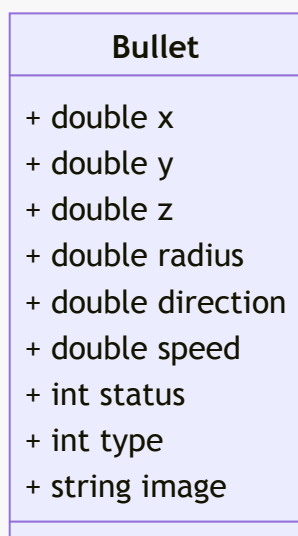 Bullet
+ double x
+ double y
+ double z
+ double radius
+ double direction
+ double speed
+ int status
+ int type
+ string image